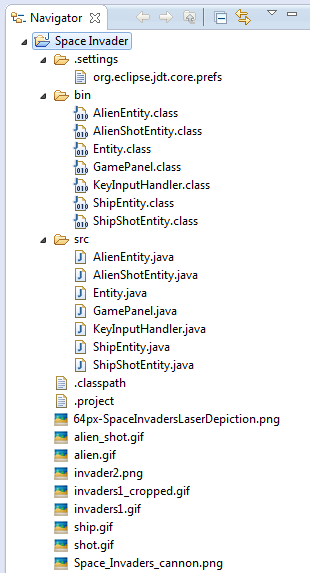 Navigator
Space Invader
.settings
org.eclipse.jdt.core.prefs
bin
AlienEntity.class
AlienShotEntity.class
Entity.class
GamePanel.class
KeyInputHandler.class
ShipEntity.class
ShipShotEntity.class
src
AlienEntity.java
AlienShotEntity.java
Entity.java
GamePanel.java
KeyInputHandler.java
ShipEntity.java
ShipShotEntity.java
.classpath
.project
64px-SpaceInvadersLaserDepiction.png
alien_shot.gif
alien.gif
invader2.png
invaders1_cropped.gif
invaders1.gif
ship.gif
shot.gif
Space_Invaders_cannon.png